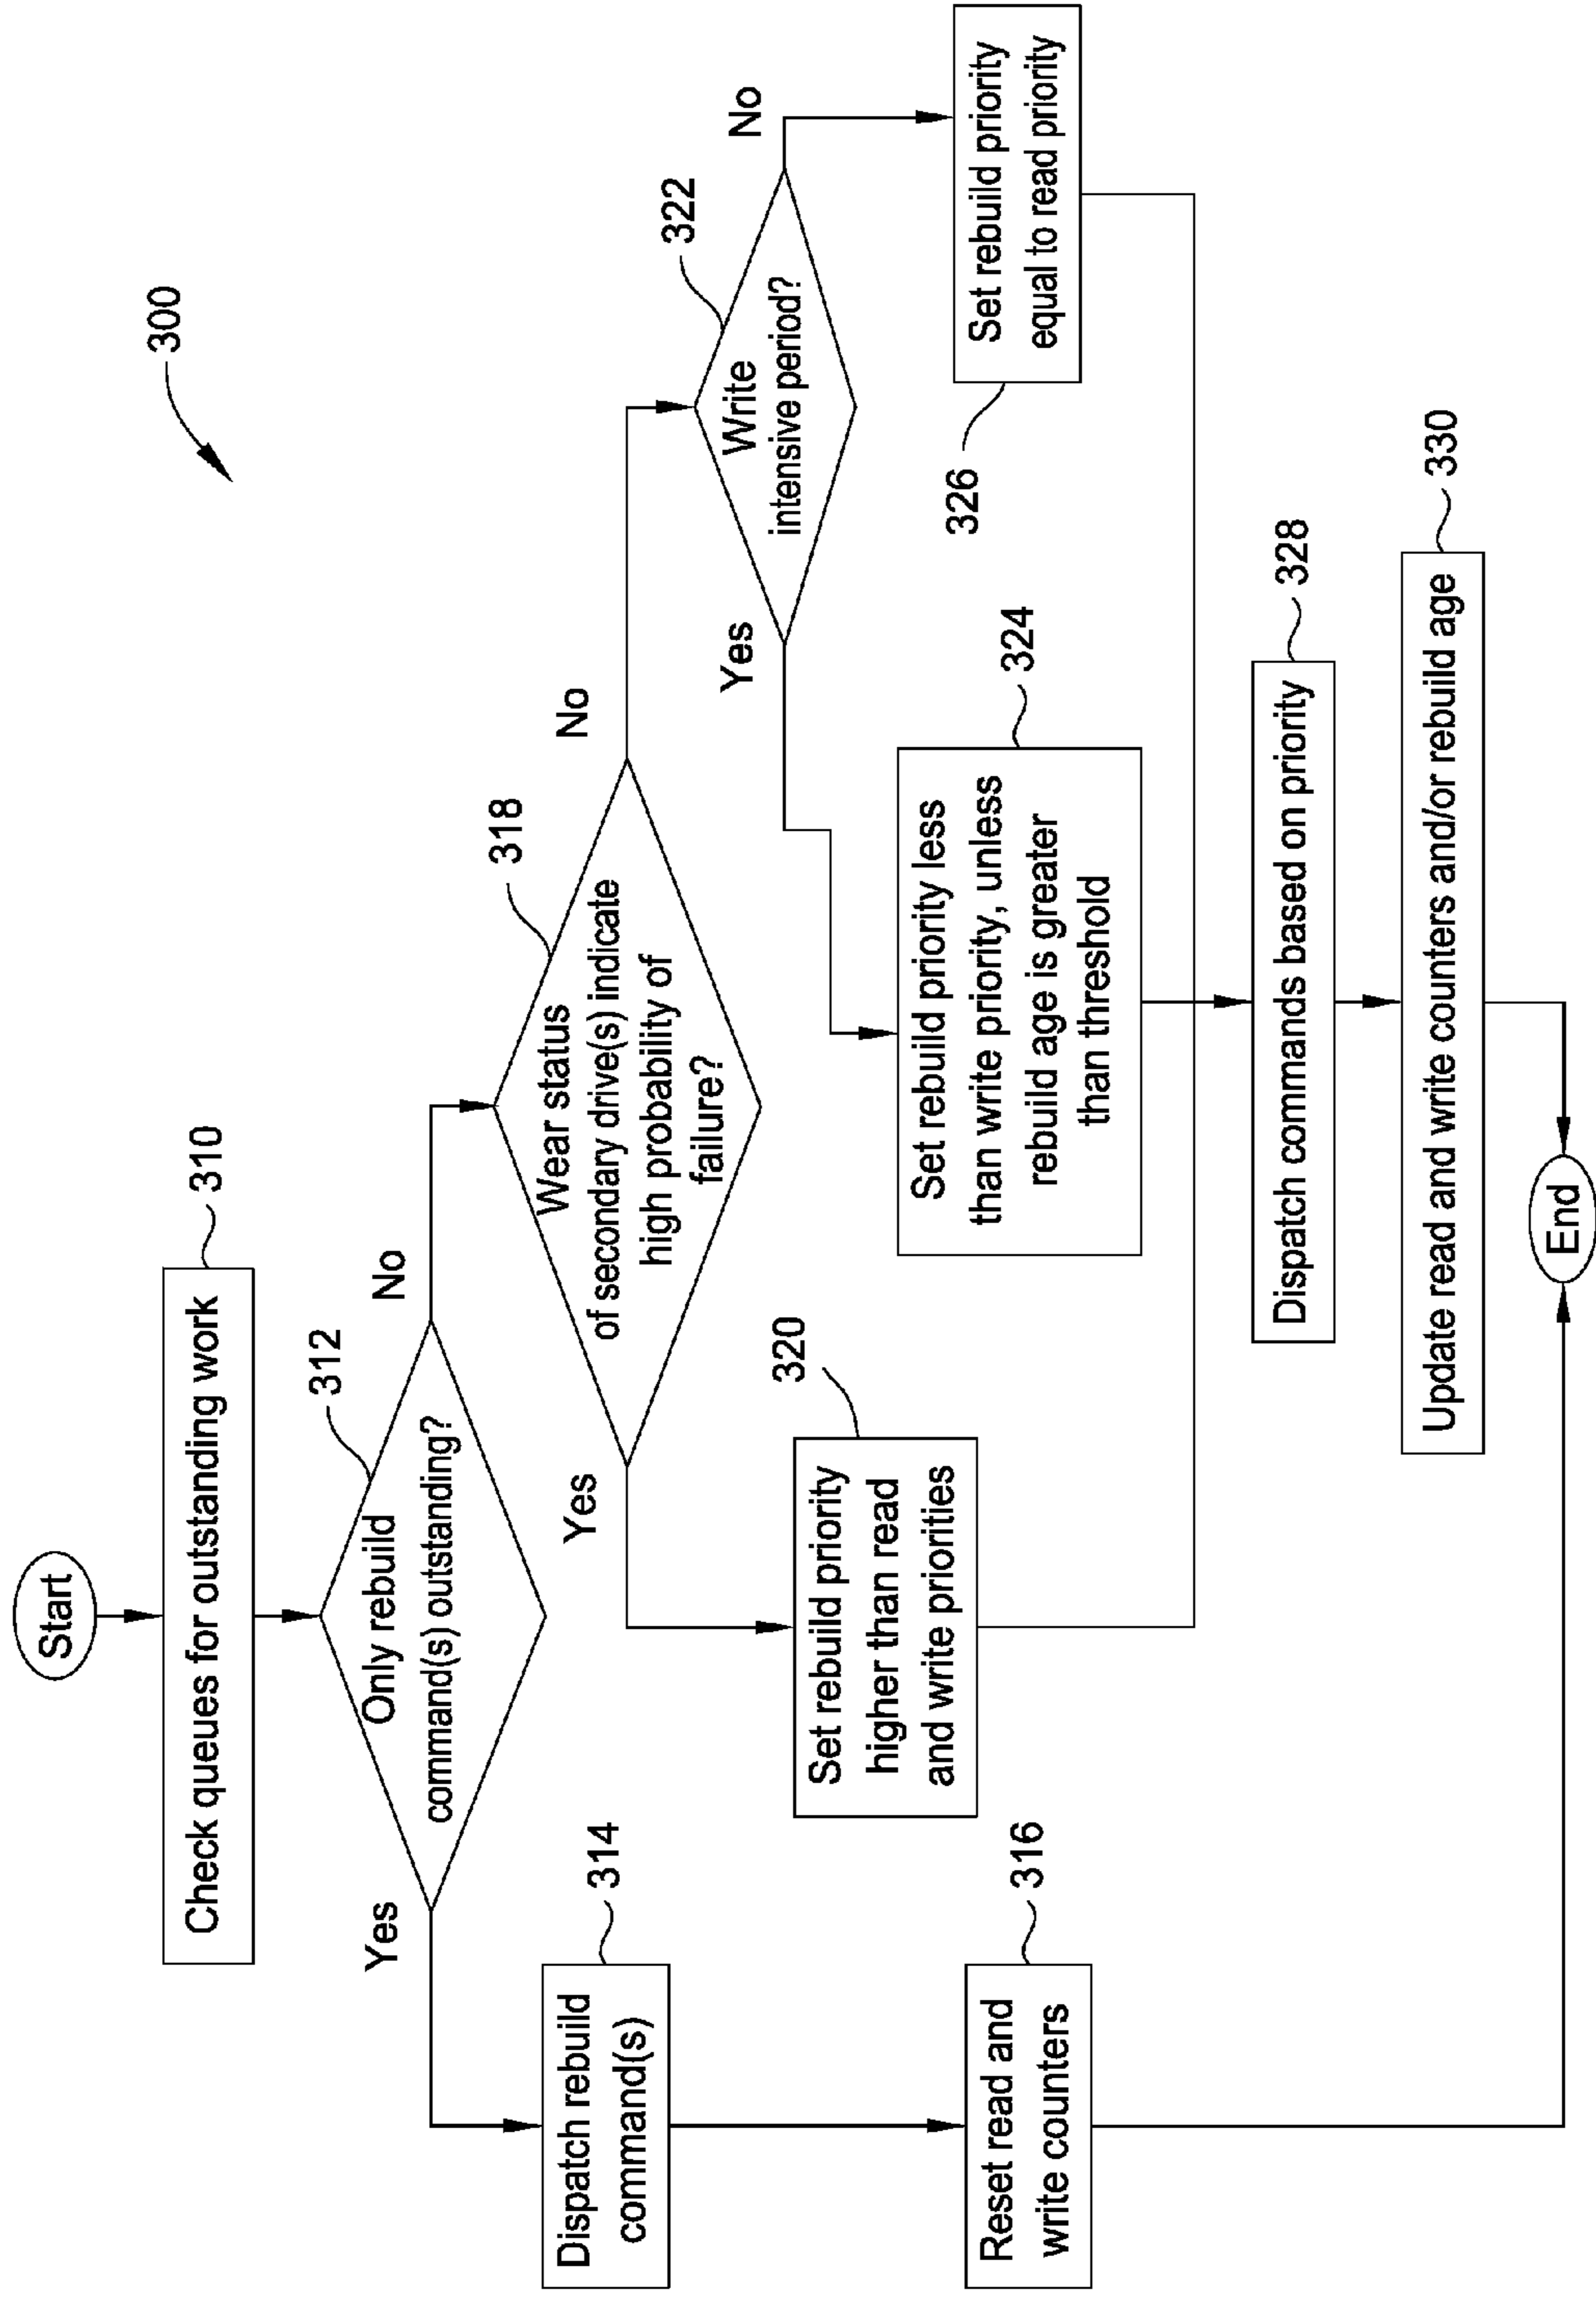 300
Start
Check queues for outstanding work
310
312
Only rebuild
command(s) outstanding?
Yes
No
Dispatch rebuild
command(s)
314
Reset read and
write counters
316
318
Wear status
of secondary drive(s) indicate
high probability of
failure?
Yes
No
320
Set rebuild priority
higher than read
and write priorities
322
Write
intensive period?
Yes
No
324
Set rebuild priority less
than write priority, unless
rebuild age is greater
than threshold
326
Set rebuild priority
equal to read priority
Dispatch commands based on priority
328
Update read and write counters and/or rebuild age
330
End